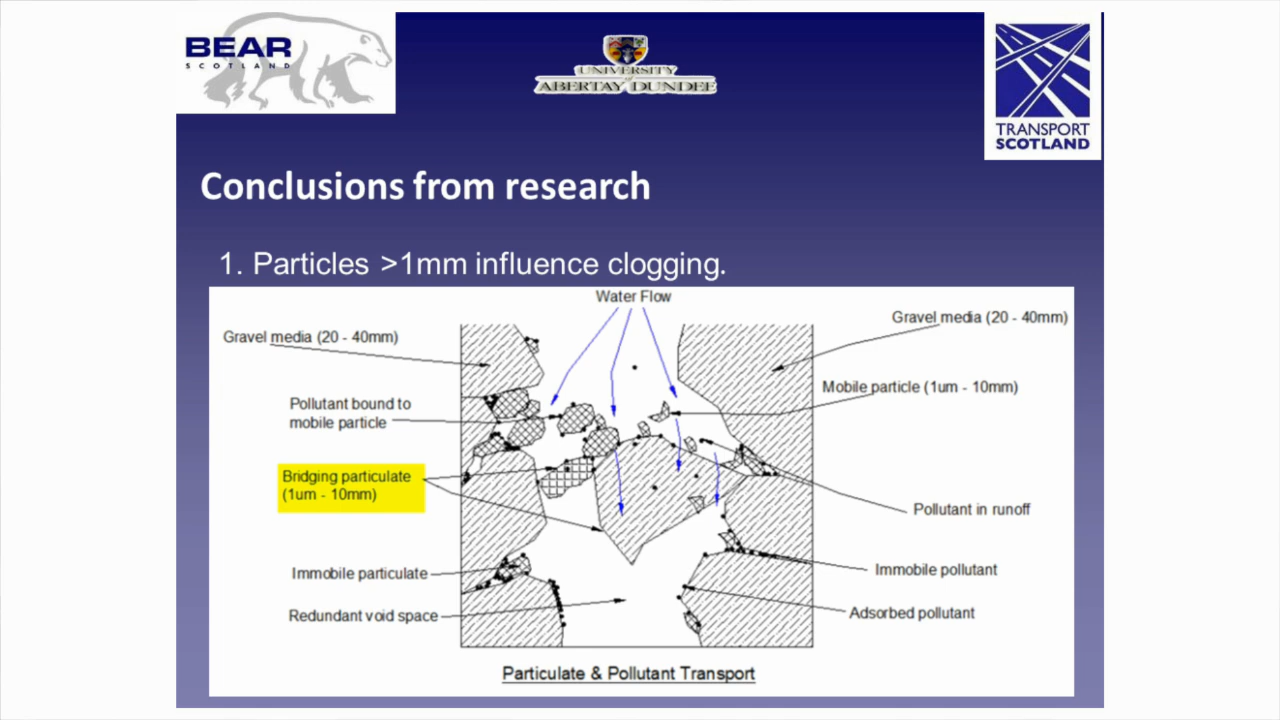 BEAR
SCOTLAND
UNIVERSITY
of
ABERTAY DUNDEE
TRANSPORT
SCOTLAND
Conclusions from research
1. Particles >1mm influence clogging.
Water Flow
Gravel media (20 - 40mm)
Gravel media (20 - 40mm)
Mobile particle (1um - 10mm)
Pollutant bound to
mobile particle
Bridging particulate
(1um - 10mm)
Pollutant in runoff
Immobile particulate
Immobile pollutant
Redundant void space
Adsorbed pollutant
Particulate & Pollutant Transport